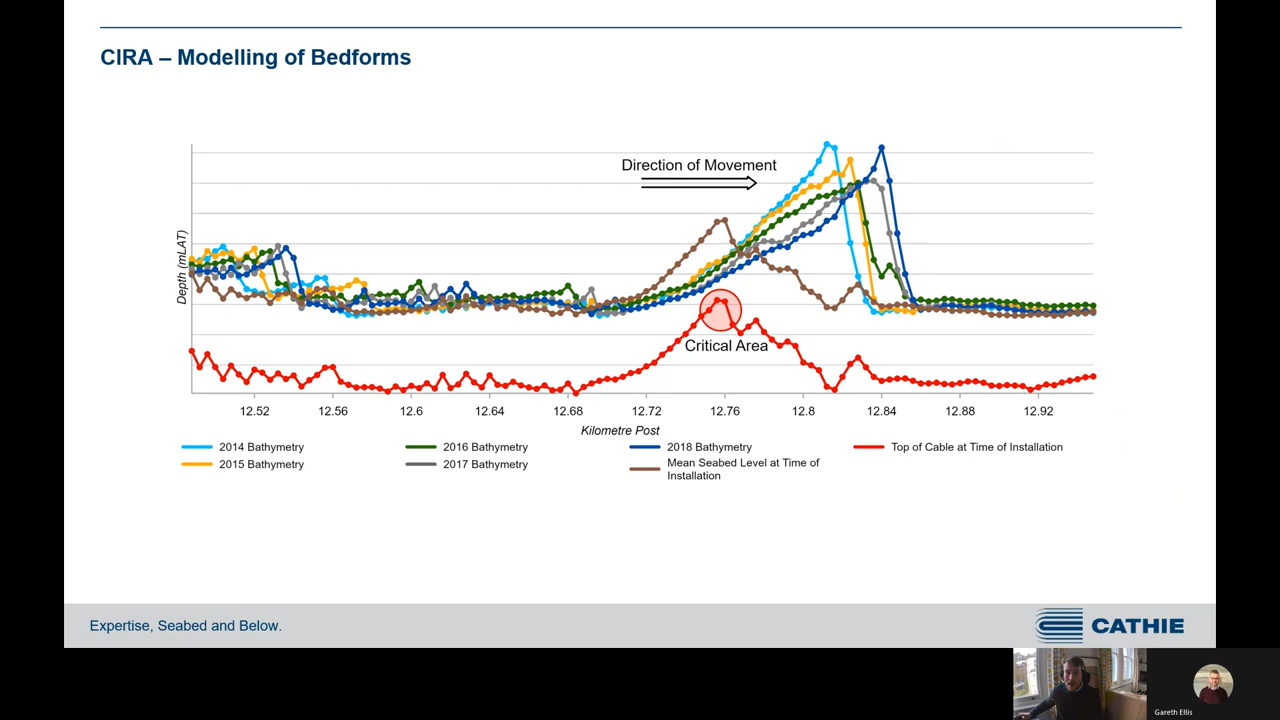 CIRA – Modelling of Bedforms
Direction of Movement
Depth (mLAT)
Critical Area
12.52 12.56 12.6 12.64 12.68 12.72 12.76 12.8 12.84 12.88 12.92
Kilometre Post
2014 Bathymetry
2015 Bathymetry
2016 Bathymetry
2017 Bathymetry
2018 Bathymetry
Mean Seabed Level at Time of
Installation
Top of Cable at Time of Installation
Expertise, Seabed and Below.
CATHIE
Gareth Ellis